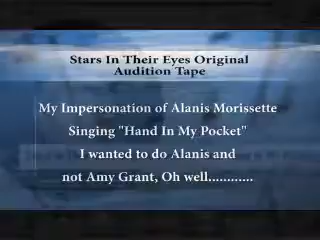 Stars In Their Eyes Original
Audition Tape
My Impersonation of Alanis Morissette
Singing "Hand In My Pocket"
I wanted to do Alanis and
not Amy Grant, Oh well............